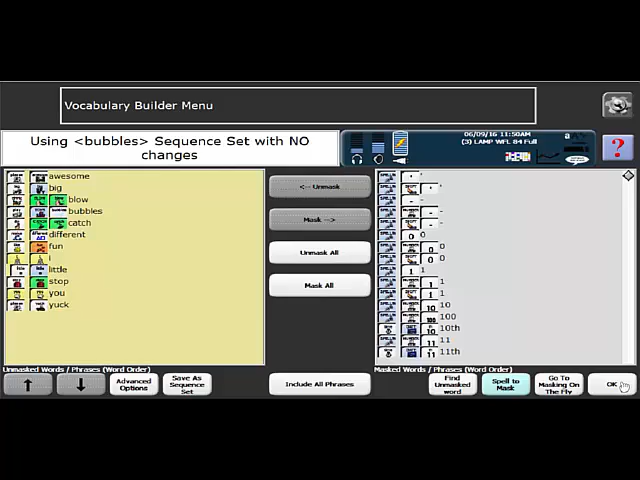 Vocabulary Builder Menu
Using <bubbles> Sequence Set with NO
changes
06/09/16 11:50AM
(3) LAMP WFL 84 Full
a
?
awesome
big
blow
bubbles
catch
different
fun
i
little
stop
you
yuck
<-- Unmask
Mask -->
Unmask All
Mask All
'
'
-
-
-
0
0
0
1
1
1
10
100
10th
11
11th
Unmasked Words / Phrases (Word Order)
Masked Words / Phrases (Word Order)
↑
↓
Advanced Options
Save As Sequence Set
Include All Phrases
Find Unmasked word
Spell to Mask
Go To Masking On The Fly
OK